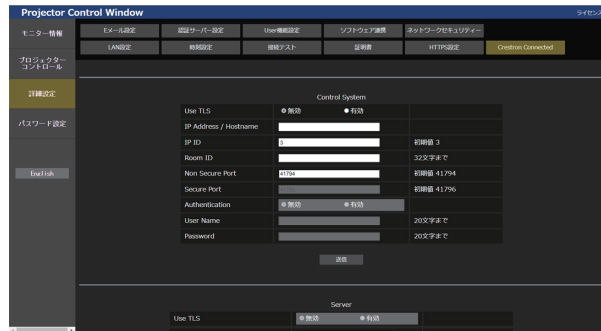 Projector Control Window
ライセンス
モニター情報
プロジェクター
コントロール
詳細設定
パスワード設定
English
Eメール設定 認証サーバー設定 User機能設定 ソフトウェア連携 ネットワークセキュリティー
LAN設定 時刻設定 接続テスト 証明書 HTTPS設定 Crestron Connected
Control System
Use TLS 無効 有効
IP Address / Hostname
IP ID 3 初期値 3
Room ID 32文字まで
Non Secure Port 41794 初期値 41794
Secure Port 初期値 41796
Authentication 無効 有効
User Name 20文字まで
Password 20文字まで
送信
Server
Use TLS 無効 有効